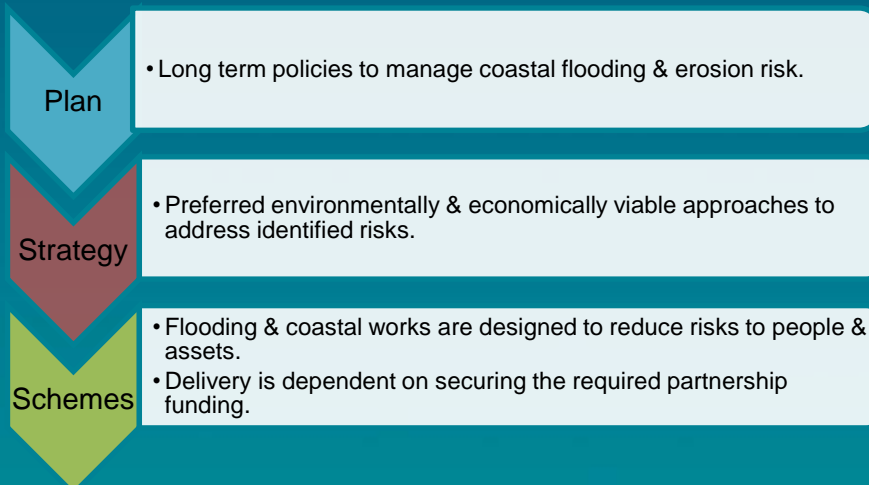 Plan
• Long term policies to manage coastal flooding & erosion risk.
Strategy
• Preferred environmentally & economically viable approaches to
address identified risks.
Schemes
• Flooding & coastal works are designed to reduce risks to people &
assets.
• Delivery is dependent on securing the required partnership
funding.